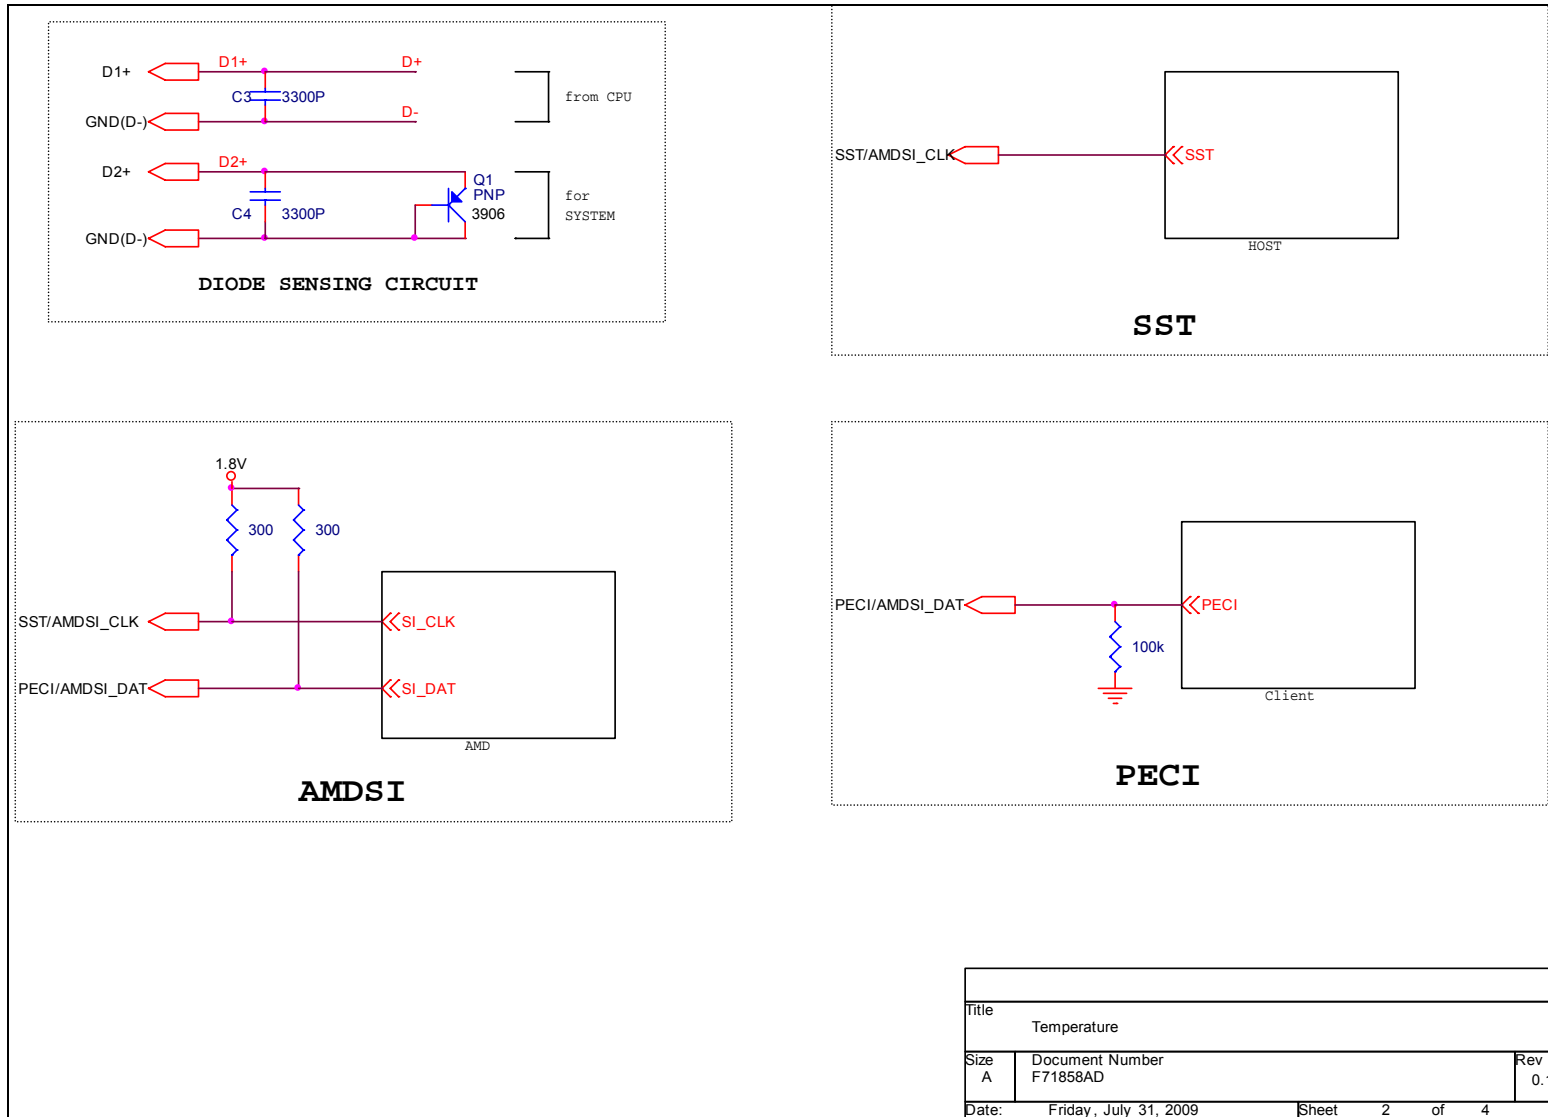 D1+
D1+
D+
C3
3300P
from CPU
GND(D-)
D-
D2+
D2+
Q1
PNP
3906
for
SYSTEM
C4
3300P
GND(D-)
DIODE SENSING CIRCUIT
SST/AMDSI_CLK
SST
HOST
SST
1.8V
300
300
SST/AMDSI_CLK
SI_CLK
PECI/AMDSI_DAT
SI_DAT
AMD
AMDSI
PECI/AMDSI_DAT
PECI
100k
Client
PECI
Title
Temperature
Size
Document Number
Rev
A
F71858AD
Date:
Friday, July 31, 2009
Sheet
2
of
4